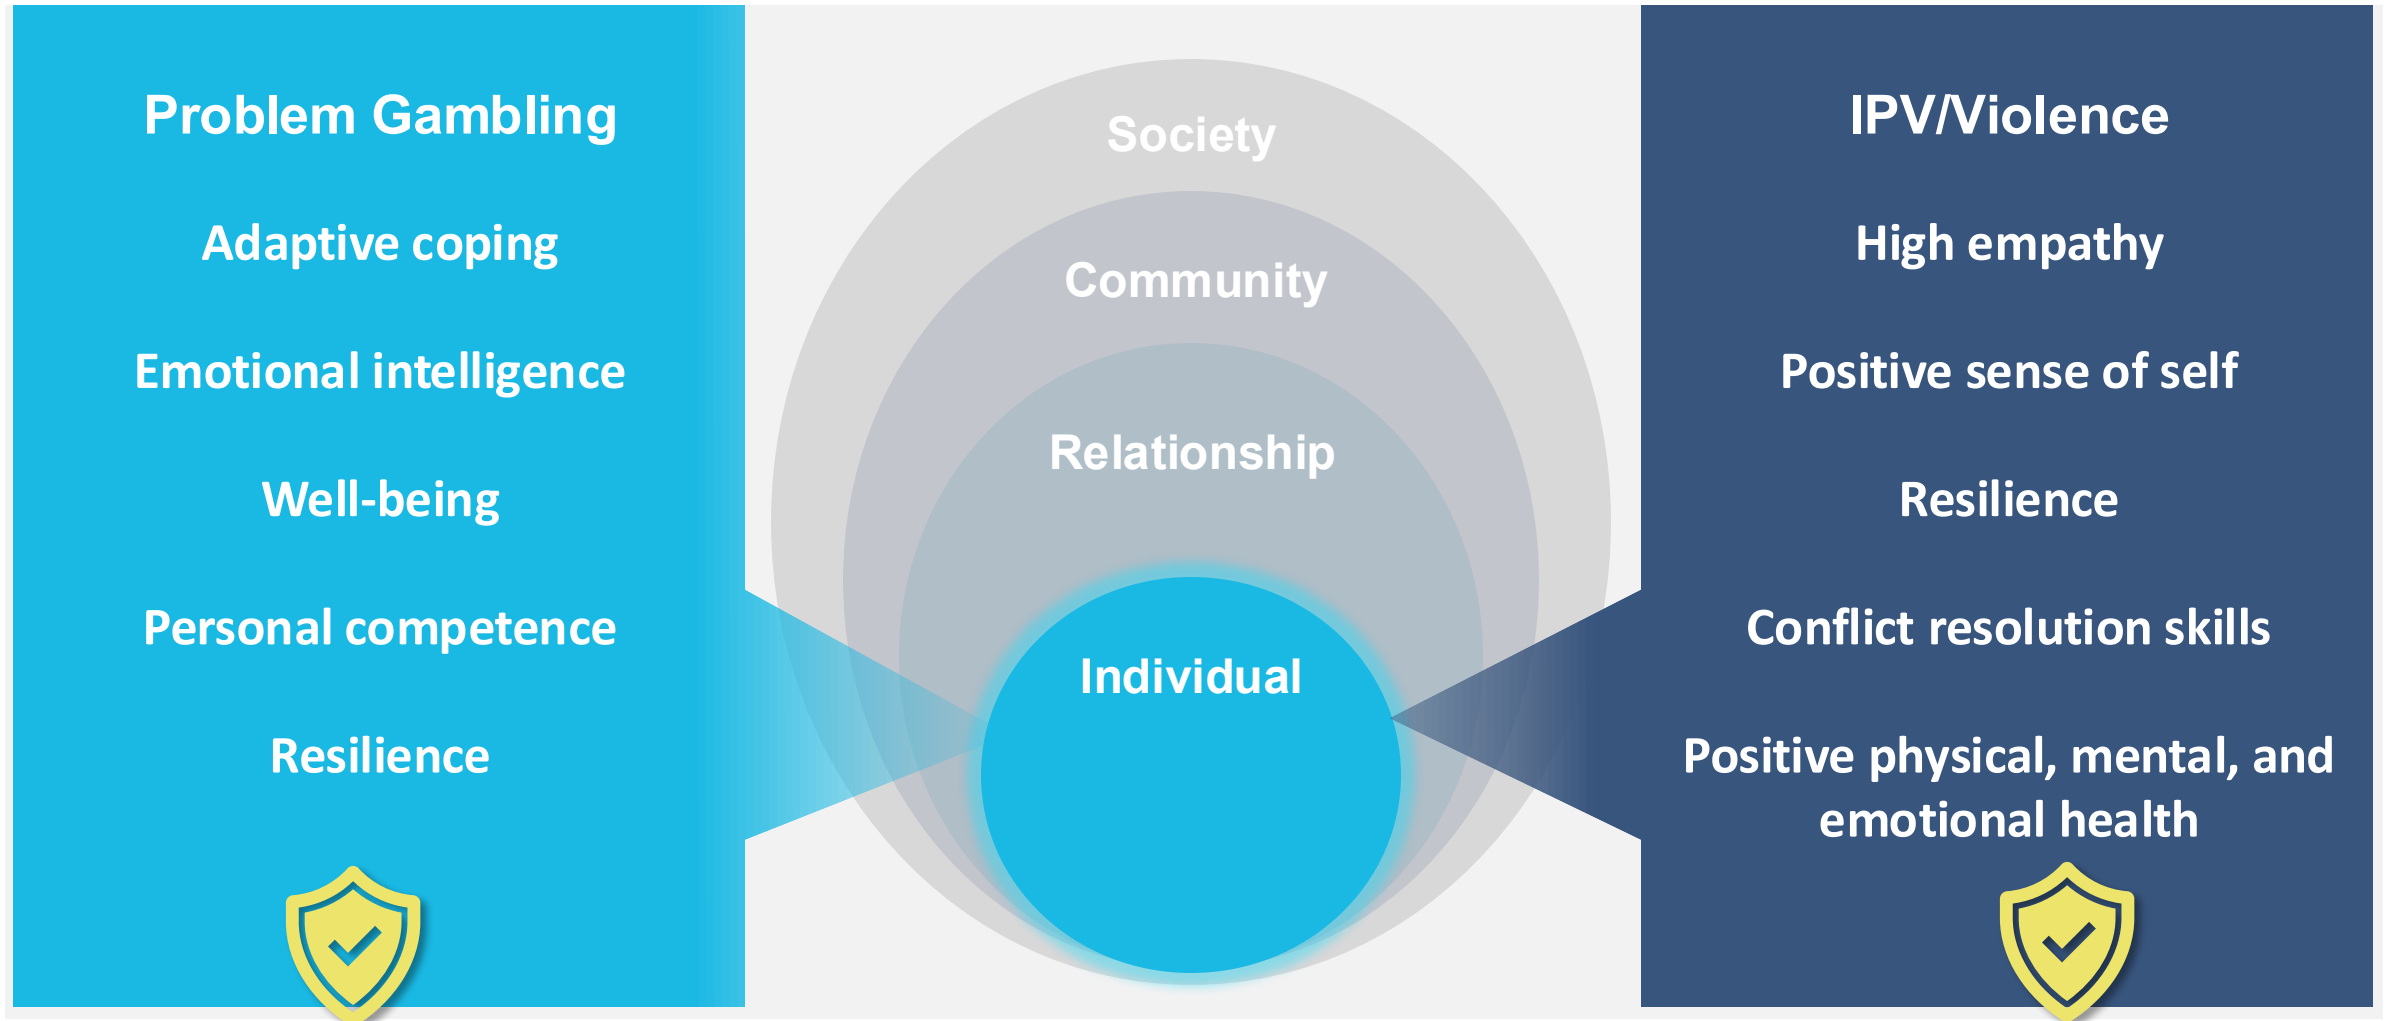 Problem Gambling
Adaptive coping
Emotional intelligence
Well-being
Personal competence
Resilience
Society
Community
Relationship
Individual
IPV/Violence
High empathy
Positive sense of self
Resilience
Conflict resolution skills
Positive physical, mental, and
emotional health